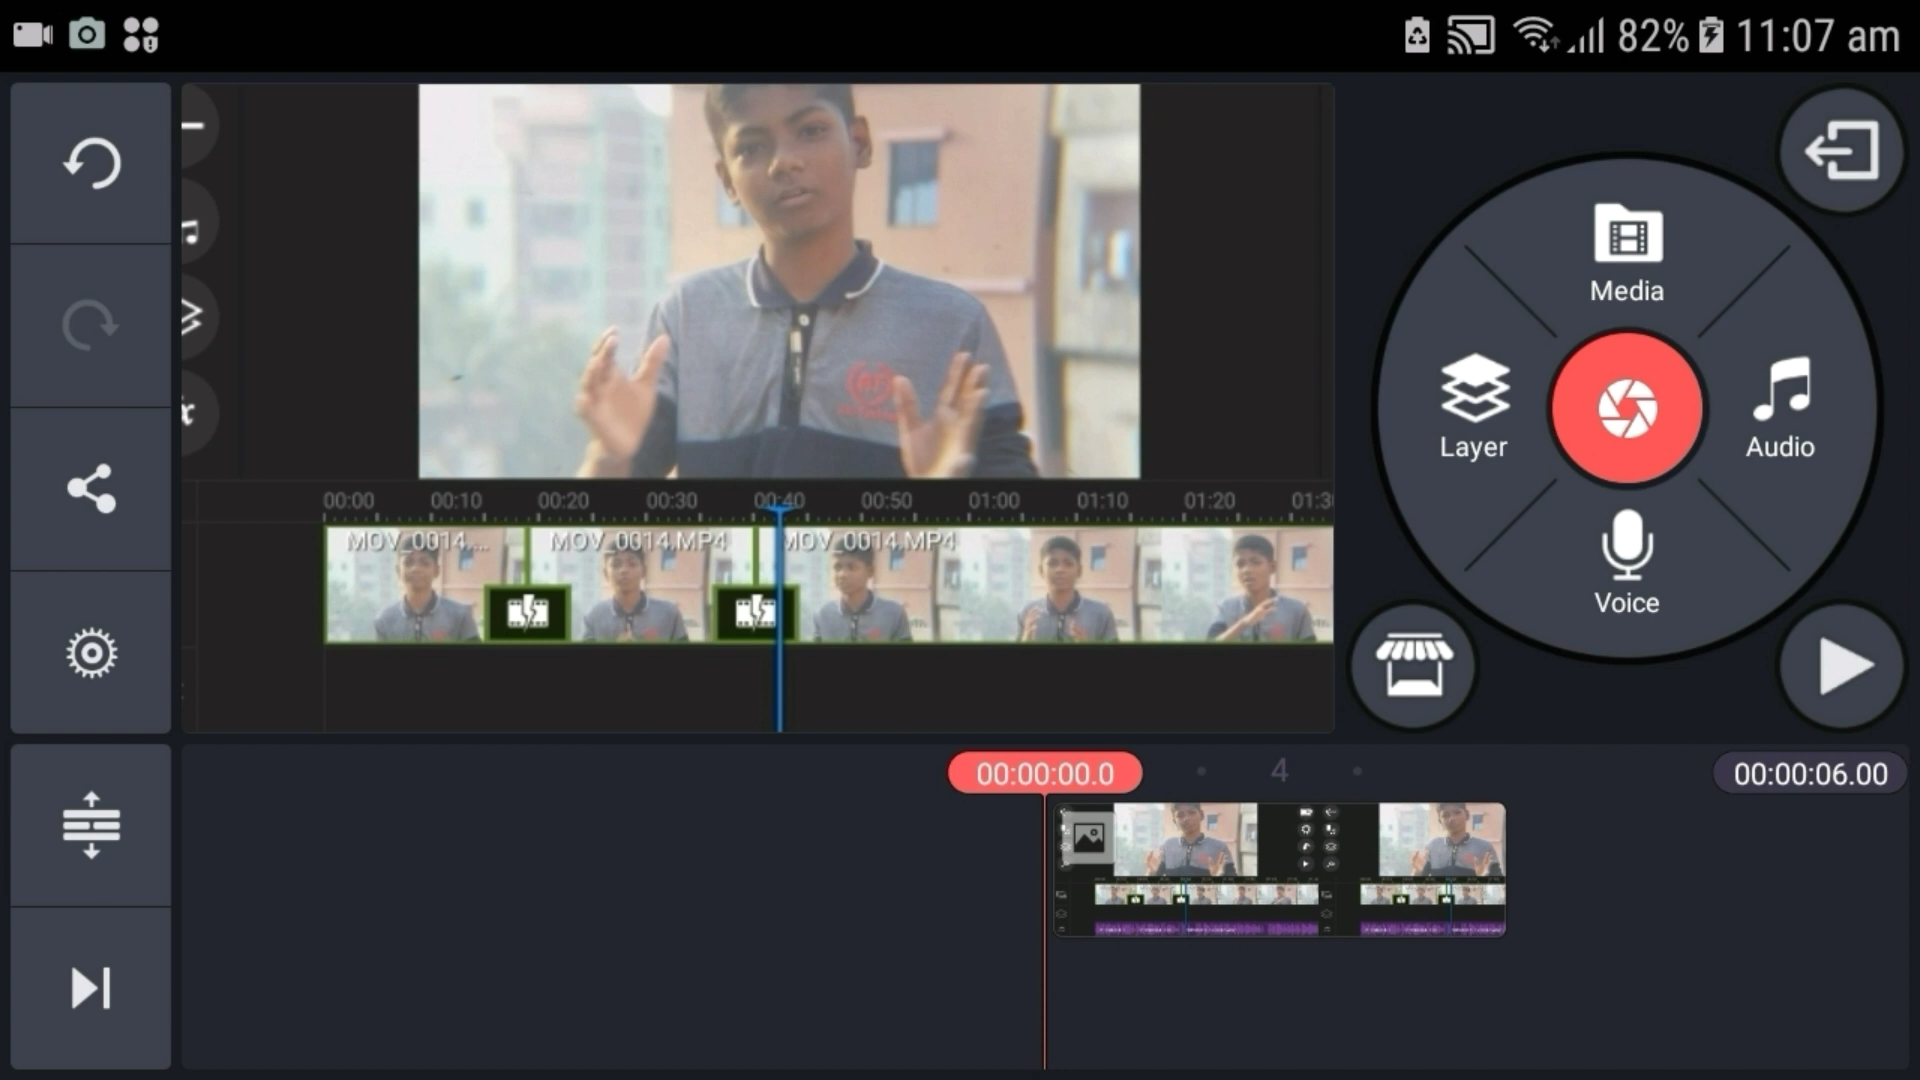 82% 11:07 am
Media
Layer
Audio
Voice
00:00 00:10 00:20 00:30 00:40 00:50 01:00 01:10 01:20 01:3
MOV_0014.... MOV_0014.MP4 MOV_0014.MP4
00:00:00.0 4 00:00:06.00